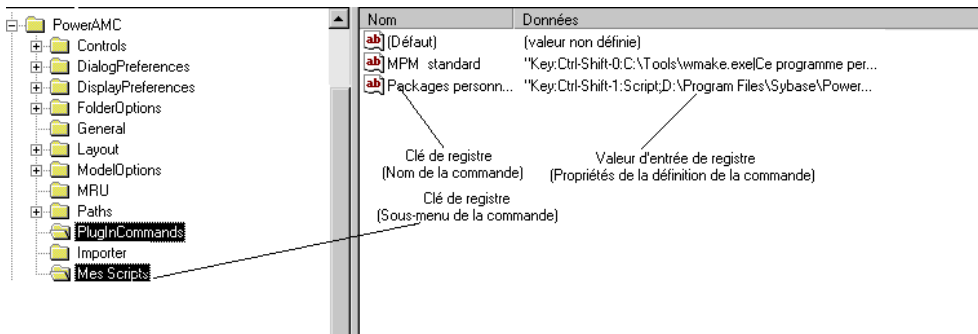 PowerAMC
Controls
DialogPreferences
DisplayPreferences
FolderOptions
General
Layout
ModelOptions
MRU
Paths
PlugInCommands
Importer
Mes Scripts
Nom Données
(Défaut) (valeur non définie)
MPM standard "Key:Ctrl-Shift-0:C:\Tools\wmake.exe|Ce programme per...
Packages personn... "Key:Ctrl-Shift-1:Script;D:\Program Files\Sybase\Power...
Clé de registre
(Nom de la commande)
Valeur d'entrée de registre
(Propriétés de la définition de la commande)
Clé de registre
(Sous-menu de la commande)